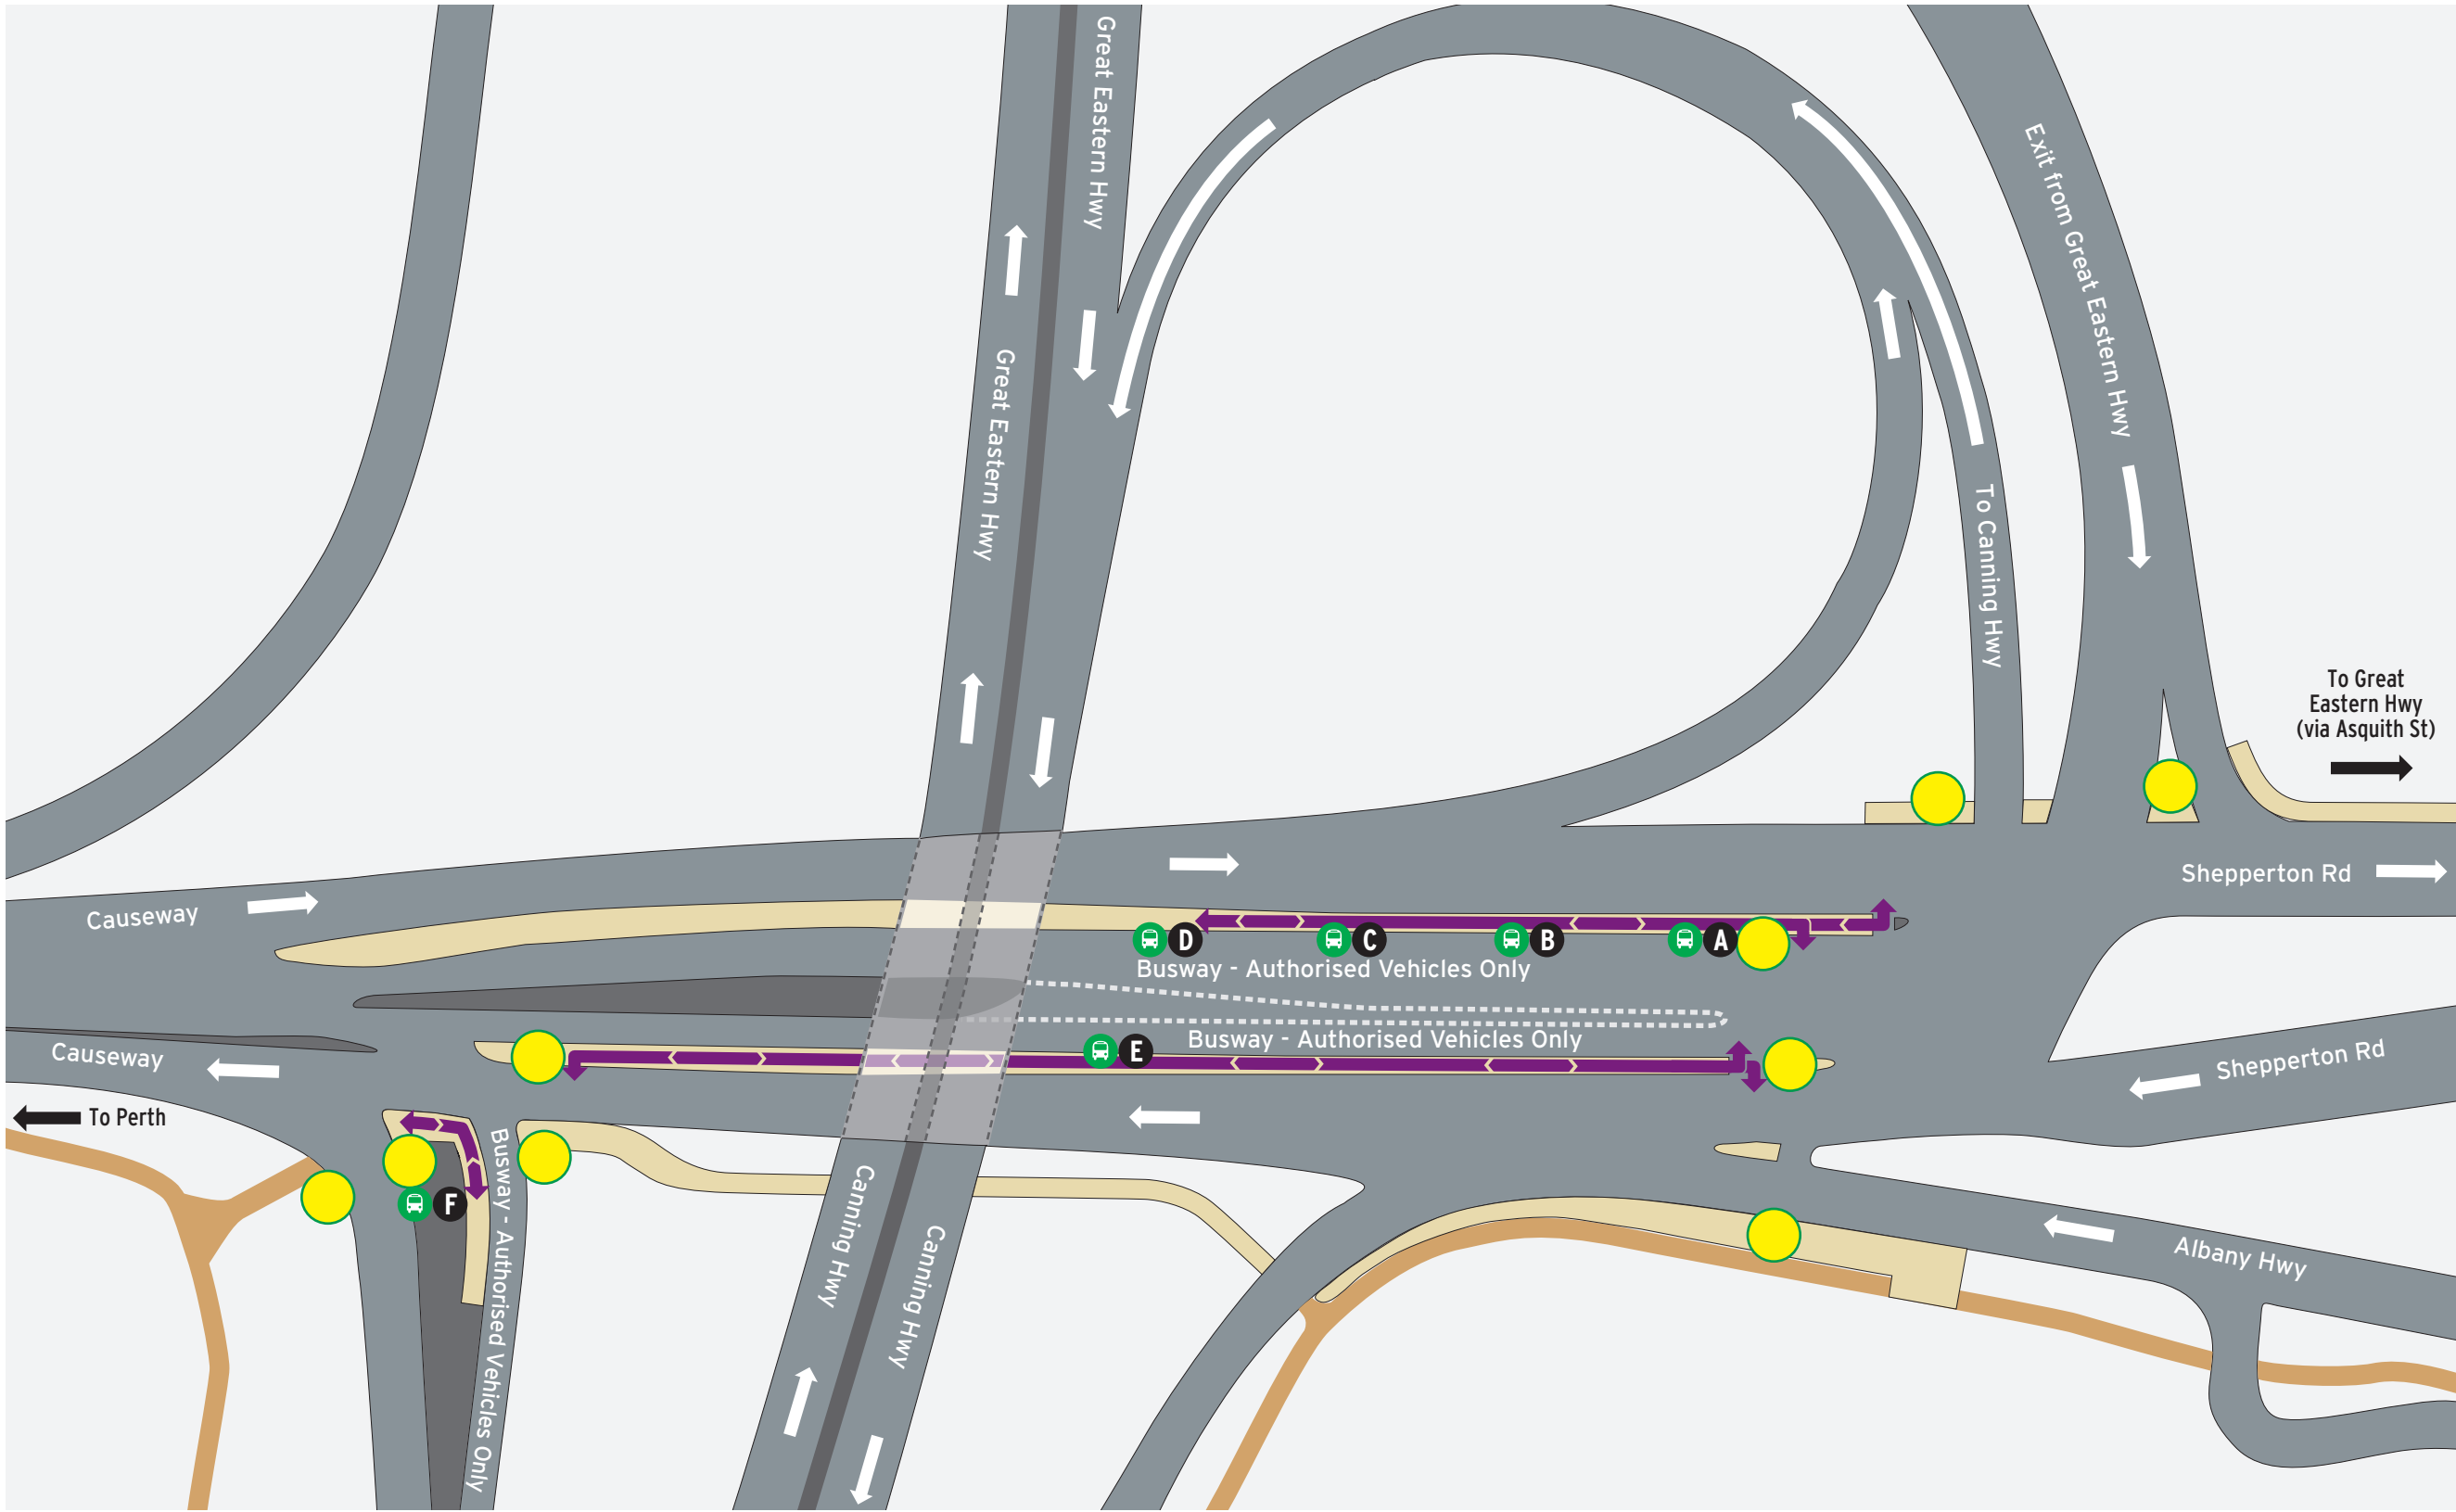 Great Eastern Hwy
Great Eastern Hwy
Exit from Great Eastern Hwy
To Canning Hwy
To Great
Eastern Hwy
(via Asquith St)
Shepperton Rd
Causeway
D
C
B
A
Busway - Authorised Vehicles Only
Busway - Authorised Vehicles Only
E
Causeway
Shepperton Rd
To Perth
F
Busway - Authorised Vehicles Only
Canning Hwy
Canning Hwy
Albany Hwy